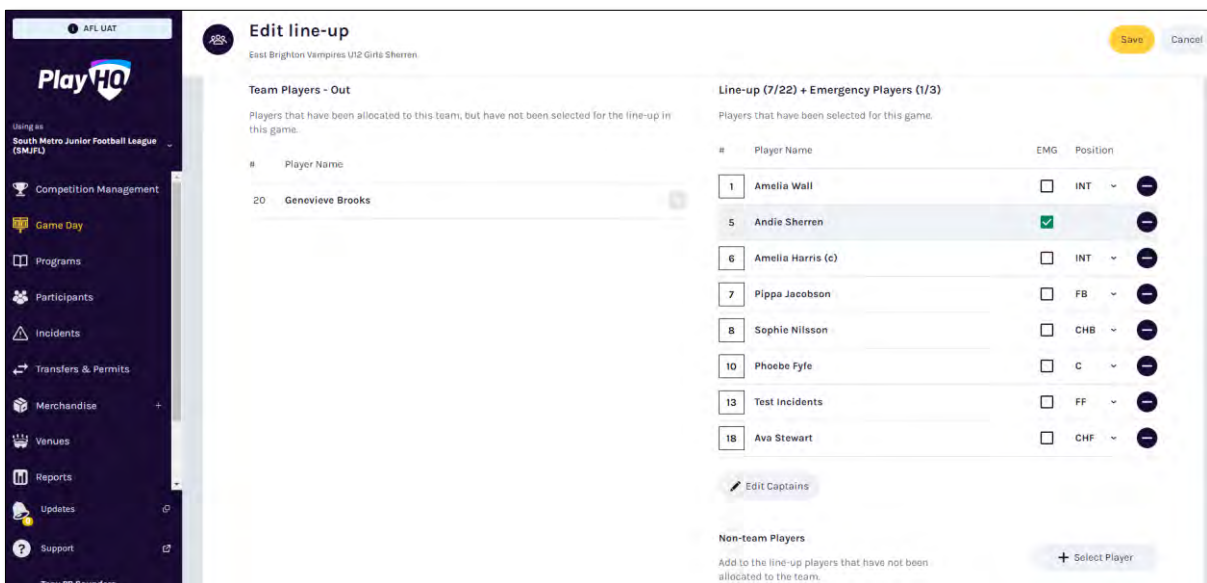 AFL UAT
PlayHQ
Using as
South Metro Junior Football League
(SMJFL)
Competition Management
Game Day
Programs
Participants
Incidents
Transfers & Permits
Merchandise +
Venues
Reports
Updates
Support
Edit line-up
East Brighton Vampires U12 Girls Sherren
Save Cancel
Team Players - Out
Players that have been allocated to this team, but have not been selected for the line-up in
this game.
# Player Name
20 Genevieve Brooks
Line-up (7/22) + Emergency Players (1/3)
Players that have been selected for this game.
# Player Name EMG Position
1 Amelia Wall INT
5 Andie Sherren
6 Amelia Harris (c) INT
7 Pippa Jacobson FB
8 Sophie Nilsson CHB
10 Phoebe Fyfe C
13 Test Incidents FF
18 Ava Stewart CHF
Edit Captains
Non-team Players
Add to the line-up players that have not been
allocated to the team.
+ Select Player